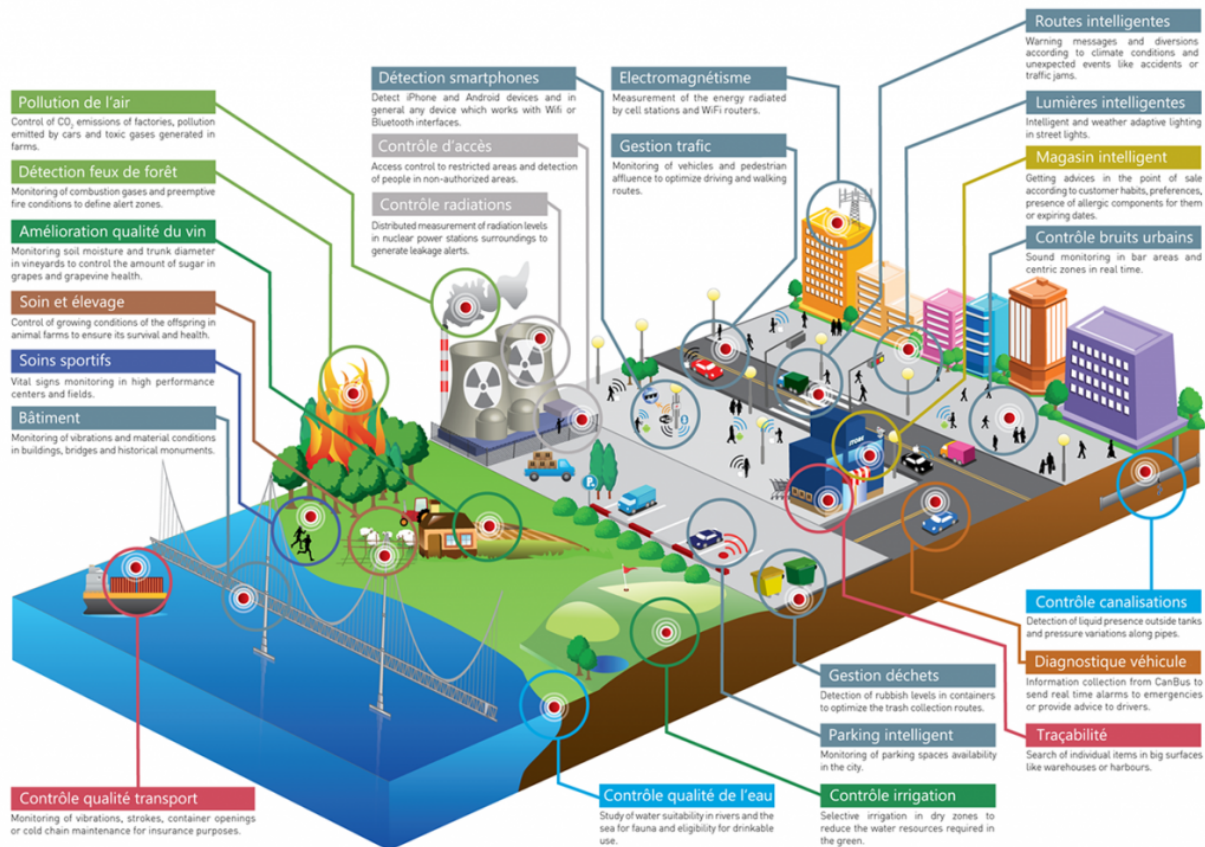 Pollution de l'air
Control of CO₂ emissions of factories, pollution
emitted by cars and toxic gases generated in
farms.
Détection feux de forêt
Monitoring of combustion gases and preemptive
fire conditions to define alert zones.
Amélioration qualité du vin
Monitoring soil moisture and trunk diameter
in vineyards to control the amount of sugar in
grapes and grapevine health.
Soin et élevage
Control of growing conditions of the offspring in
animal farms to ensure its survival and health.
Soins sportifs
Vital signs monitoring in high performance
centers and fields.
Bâtiment
Monitoring of vibrations and material conditions
in buildings, bridges and historical monuments.
Contrôle qualité transport
Monitoring of vibrations, strokes, container openings
or cold chain maintenance for insurance purposes.
Détection smartphones
Detect iPhone and Android devices and in
general any device which works with Wifi or
Bluetooth interfaces.
Contrôle d'accès
Access control to restricted areas and detection
of people in non-authorized areas.
Contrôle radiations
Distributed measurement of radiation levels
in nuclear power stations surroundings to
generate leakage alerts.
Electromagnétisme
Measurement of the energy radiated
by cell stations and WiFi routers.
Gestion trafic
Monitoring of vehicles and pedestrian
affluence to optimize driving and walking
routes.
Routes intelligentes
Warning messages and diversions
according to climate conditions and
unexpected events like accidents or
traffic jams.
Lumières intelligentes
Intelligent and weather adaptive lighting
in street lights.
Magasin intelligent
Getting advices in the point of sale
according to customer habits, preferences,
presence of allergic components for them
or expiring dates.
Contrôle bruits urbains
Sound monitoring in bar areas and
centric zones in real time.
P
STORE
Contrôle canalisations
Detection of liquid presence outside tanks
and pressure variations along pipes.
Diagnostique véhicule
Information collection from CanBus to
send real time alarms to emergencies
or provide advice to drivers.
Traçabilité
Search of individual items in big surfaces
like warehouses or harbours.
Gestion déchets
Detection of rubbish levels in containers
to optimize the trash collection routes.
Parking intelligent
Monitoring of parking spaces availability
in the city.
Contrôle qualité de l'eau
Study of water suitability in rivers and the
sea for fauna and eligibility for drinkable
use.
Contrôle irrigation
Selective irrigation in dry zones to
reduce the water resources required in
the green.